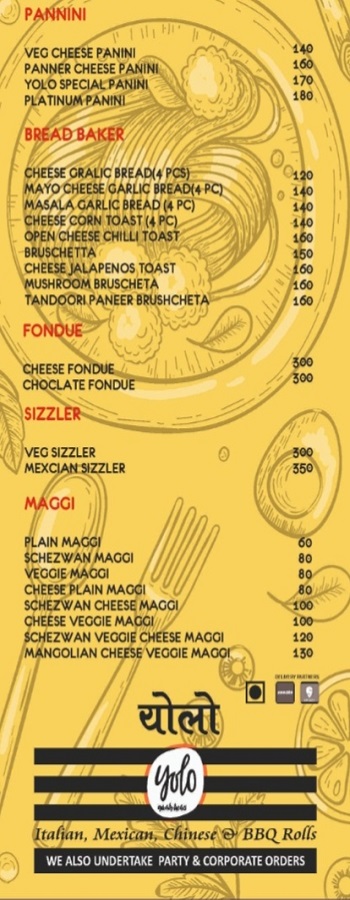 PANNINI
VEG CHEESE PANINI 140
PANNER CHEESE PANINI 160
YOLO SPECIAL PANINI 170
PLATINUM PANINI 180
BREAD BAKER
CHEESE GRALIC BREAD(4 PCS) 120
MAYO CHEESE GARLIC BREAD(4 PC) 140
MASALA GARLIC BREAD (4 PC) 140
CHEESE CORN TOAST (4 PC) 140
OPEN CHEESE CHILLI TOAST 160
BRUSCHETTA 150
CHEESE JALAPENOS TOAST 160
MUSHROOM BRUSCHETA 160
TANDOORI PANEER BRUSHCHETA 160
FONDUE
CHEESE FONDUE 300
CHOCLATE FONDUE 300
SIZZLER
VEG SIZZLER 300
MEXCIAN SIZZLER 350
MAGGI
PLAIN MAGGI 60
SCHEZWAN MAGGI 80
VEGGIE MAGGI 80
CHEESE PLAIN MAGGI 80
SCHEZWAN CHEESE MAGGI 100
CHEESE VEGGIE MAGGI 100
SCHEZWAN VEGGIE CHEESE MAGGI 120
MANGOLIAN CHEESE VEGGIE MAGGI 130
योलो
yolo
Italian, Mexican, Chinese & BBQ Rolls
WE ALSO UNDERTAKE PARTY & CORPORATE ORDERS